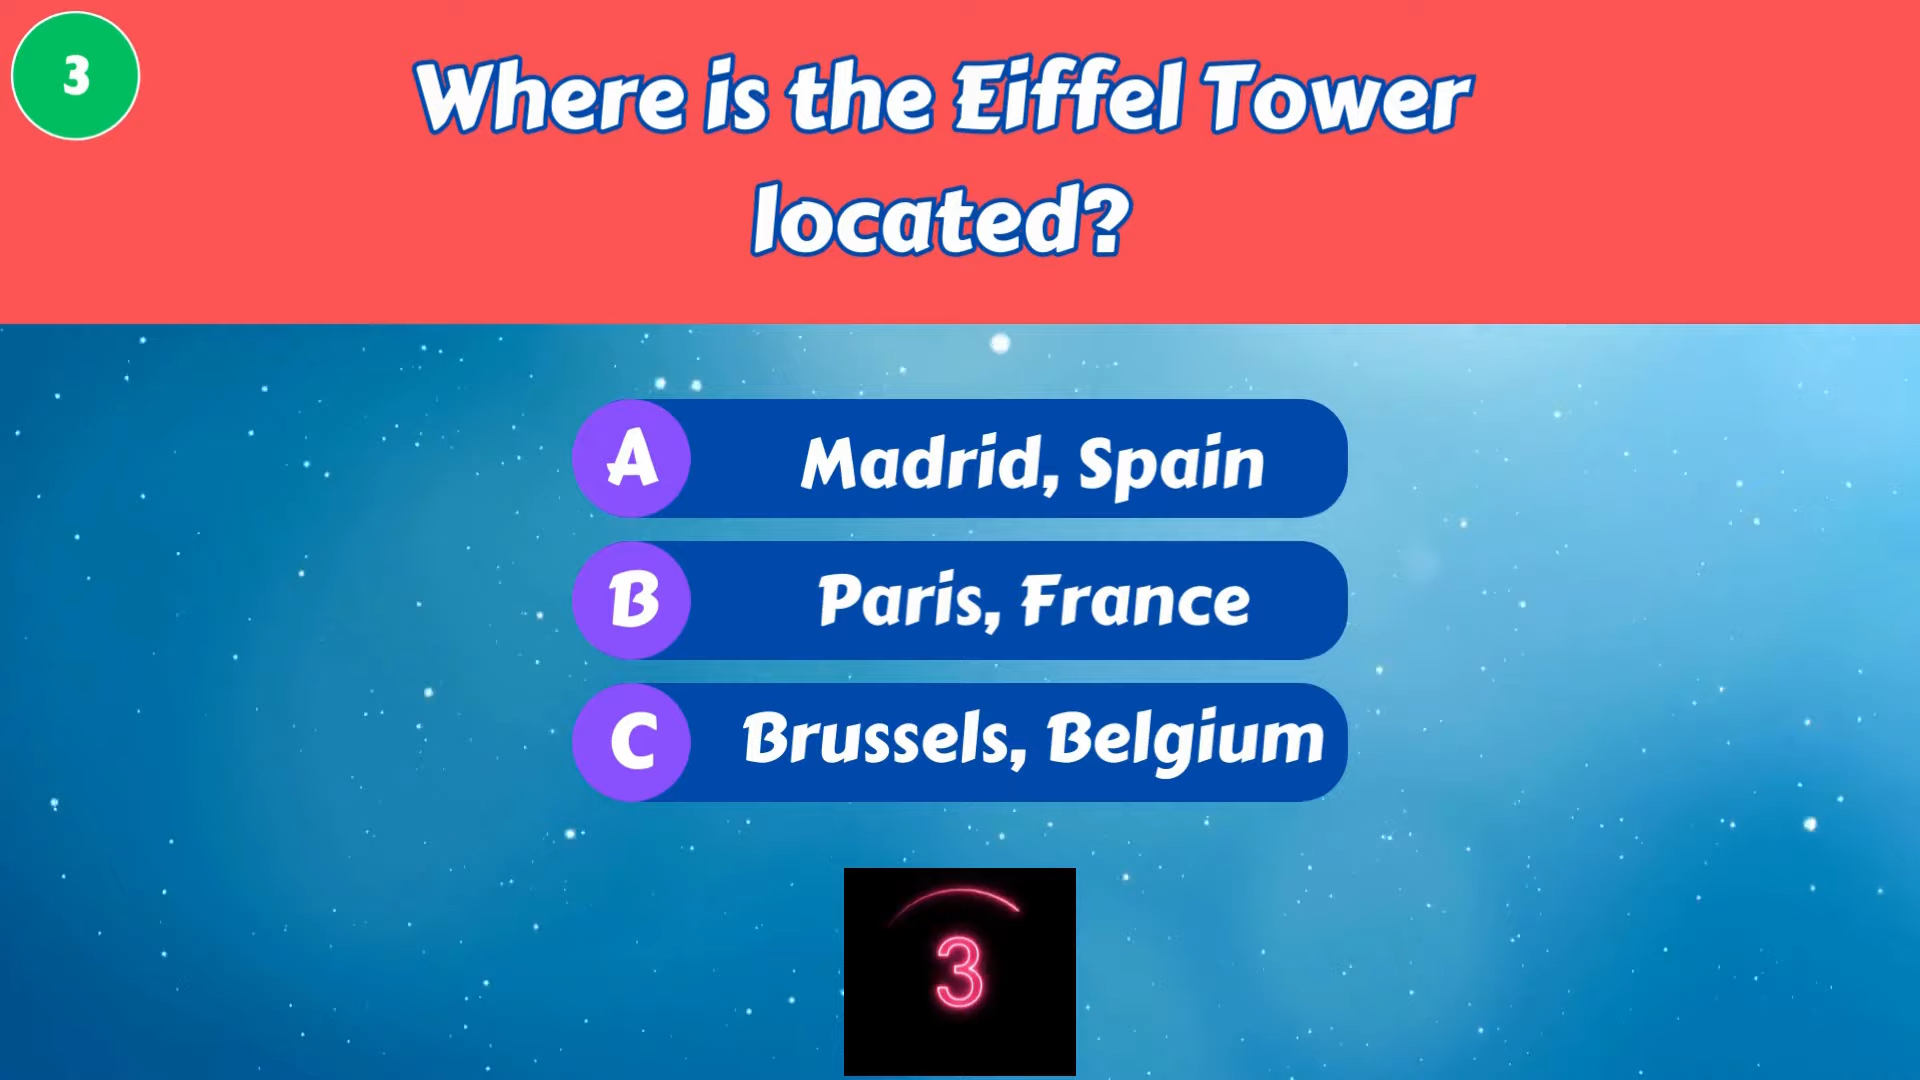 3
Where is the Eiffel Tower
located?
A Madrid, Spain
B Paris, France
C Brussels, Belgium
3